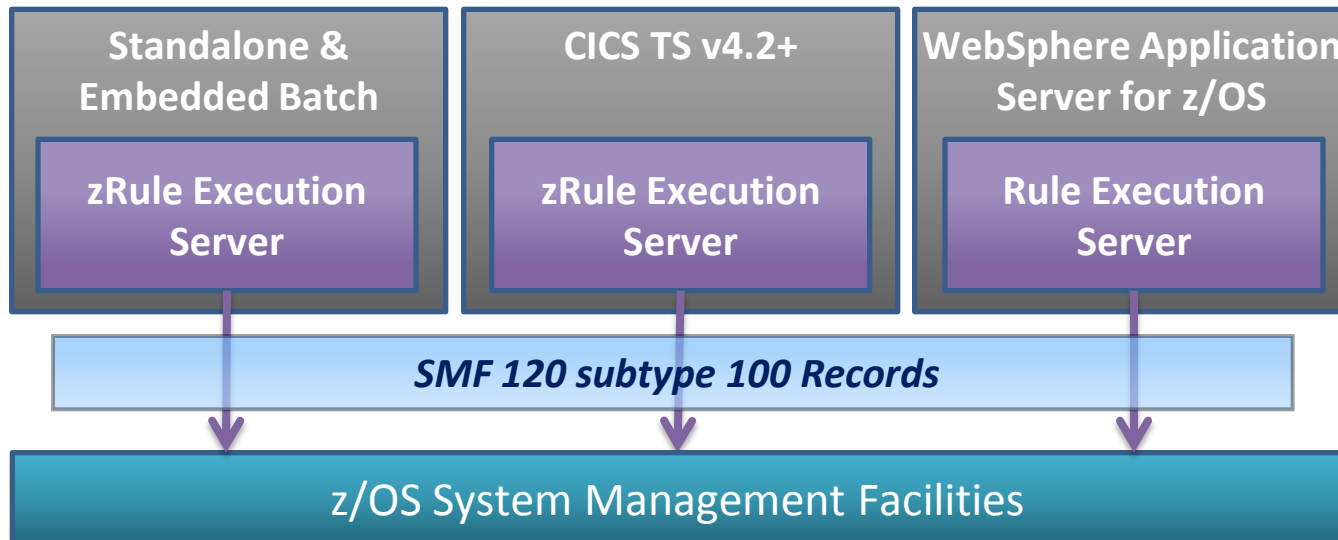 Standalone &
Embedded Batch
zRule Execution
Server
CICS TS v4.2+
zRule Execution
Server
WebSphere Application
Server for z/OS
Rule Execution
Server
SMF 120 subtype 100 Records
z/OS System Management Facilities